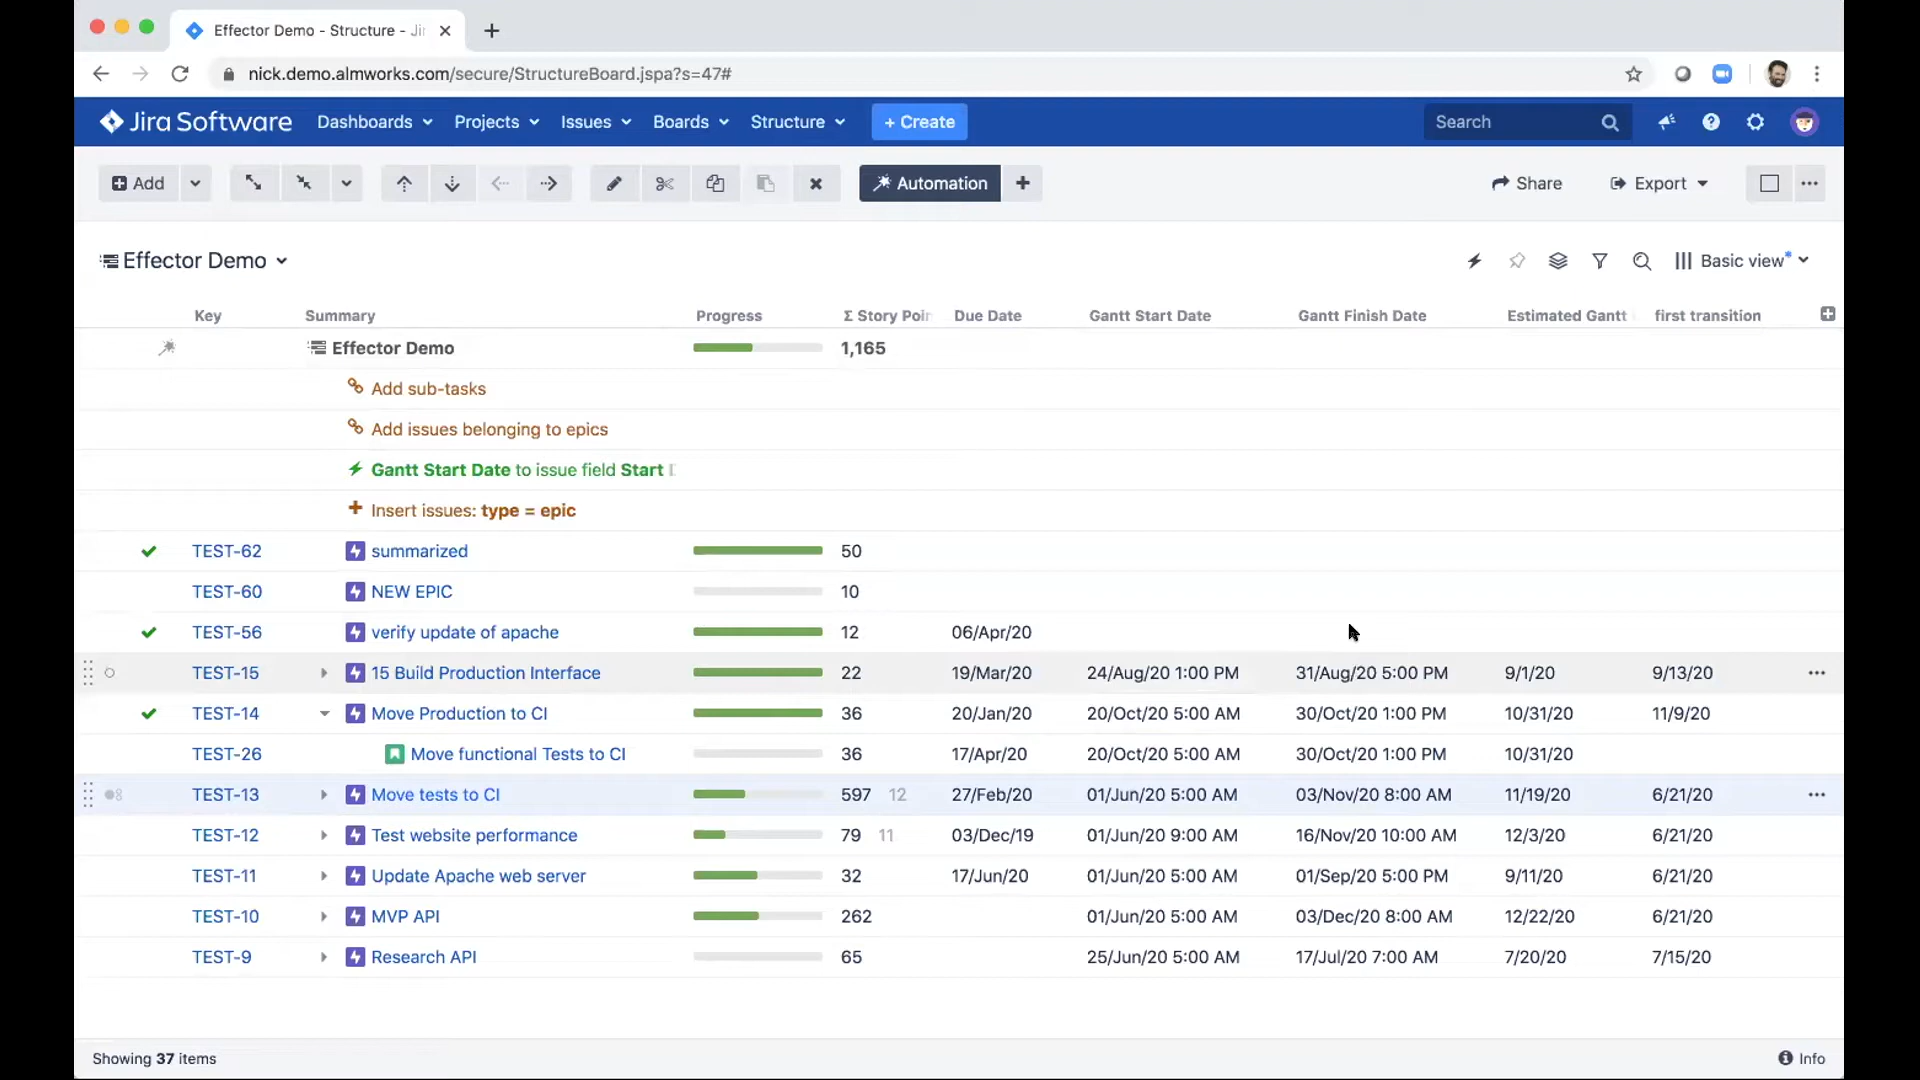 Effector Demo - Structure - Ji
nick.demo.almworks.com/secure/StructureBoard.jspa?s=47#
Jira Software Dashboards Projects Issues Boards Structure + Create Search
Add Automation Share Export
Effector Demo Basic view*
Key Summary Progress Σ Story Poin Due Date Gantt Start Date Gantt Finish Date Estimated Gantt first transition
Effector Demo 1,165
Add sub-tasks
Add issues belonging to epics
Gantt Start Date to issue field Start D
Insert issues: type = epic
TEST-62 summarized 50
TEST-60 NEW EPIC 10
TEST-56 verify update of apache 12 06/Apr/20
TEST-15 15 Build Production Interface 22 19/Mar/20 24/Aug/20 1:00 PM 31/Aug/20 5:00 PM 9/1/20 9/13/20
TEST-14 Move Production to CI 36 20/Jan/20 20/Oct/20 5:00 AM 30/Oct/20 1:00 PM 10/31/20 11/9/20
TEST-26 Move functional Tests to CI 36 17/Apr/20 20/Oct/20 5:00 AM 30/Oct/20 1:00 PM 10/31/20
TEST-13 Move tests to CI 597 12 27/Feb/20 01/Jun/20 5:00 AM 03/Nov/20 8:00 AM 11/19/20 6/21/20
TEST-12 Test website performance 79 11 03/Dec/19 01/Jun/20 9:00 AM 16/Nov/20 10:00 AM 12/3/20 6/21/20
TEST-11 Update Apache web server 32 17/Jun/20 01/Jun/20 5:00 AM 01/Sep/20 5:00 PM 9/11/20 6/21/20
TEST-10 MVP API 262 01/Jun/20 5:00 AM 03/Dec/20 8:00 AM 12/22/20 6/21/20
TEST-9 Research API 65 25/Jun/20 5:00 AM 17/Jul/20 7:00 AM 7/20/20 7/15/20
Showing 37 items Info